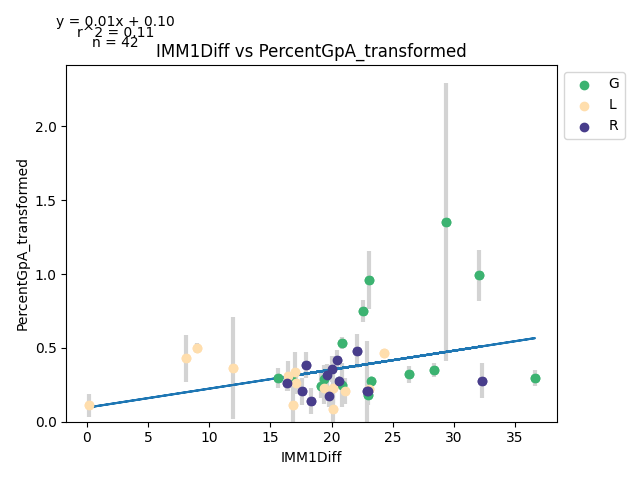 y = 0.01x + 0.10
r^2 = 0.11
n = 42
IMM1Diff vs PercentGpA_transformed
G
L
R
PercentGpA_transformed
2.0
1.5
1.0
0.5
0.0
0 5 10 15 20 25 30 35
IMM1Diff